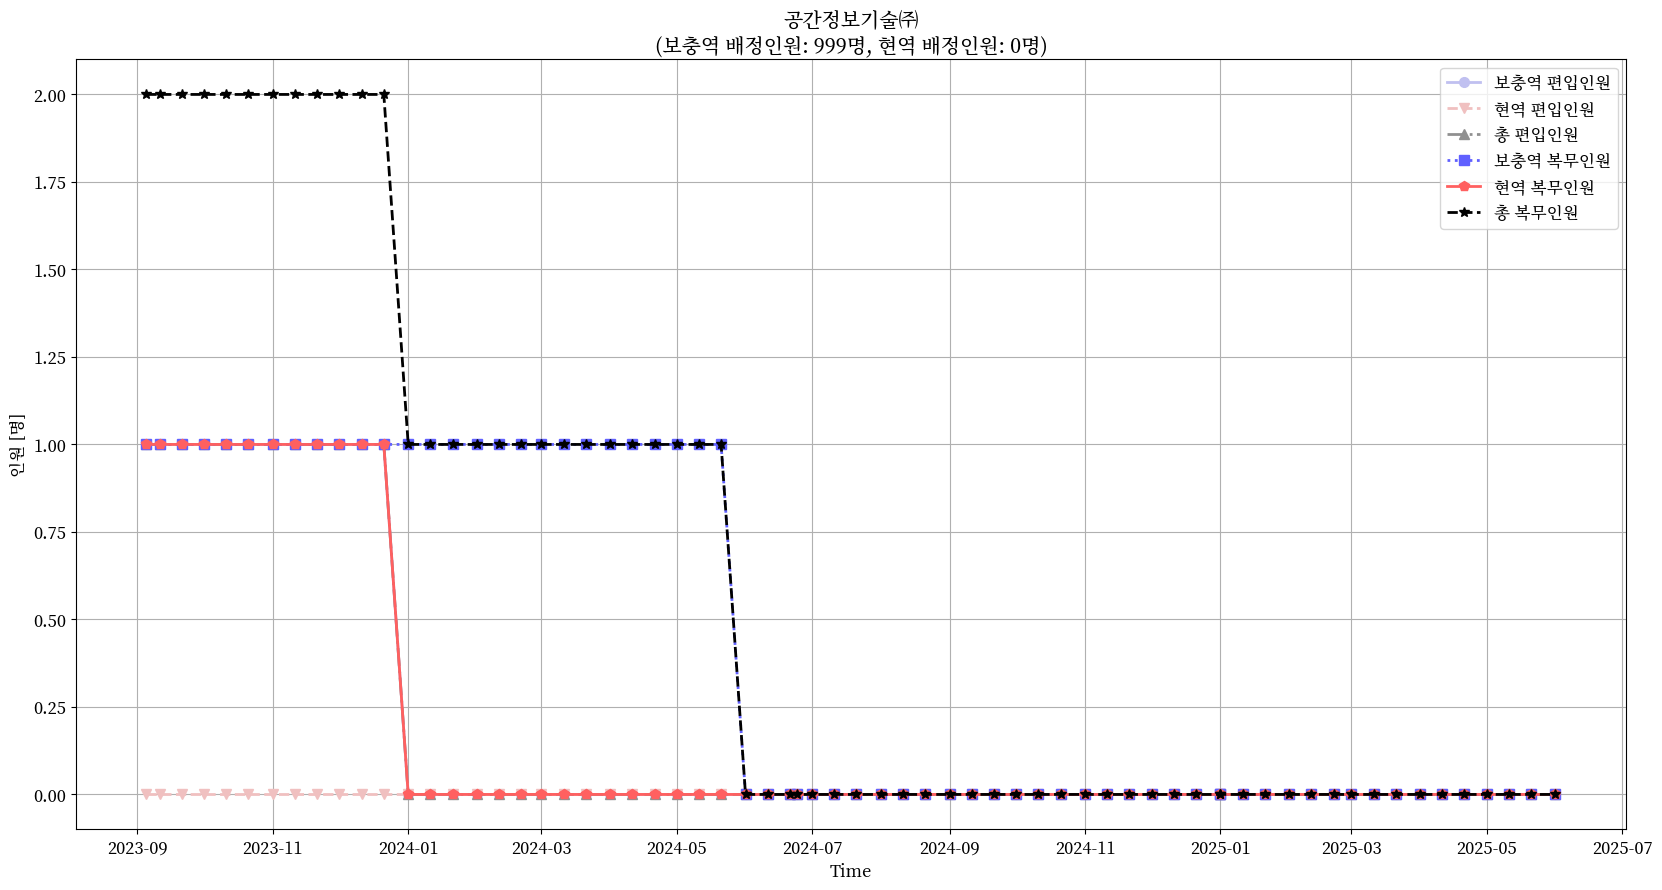 공간정보기술㈜
(보충역 배정인원: 999명, 현역 배정인원: 0명)
보충역 편입인원
현역 편입인원
총 편입인원
보충역 복무인원
현역 복무인원
총 복무인원
인원 [명]
2.00
1.75
1.50
1.25
1.00
0.75
0.50
0.25
0.00
2023-09
2023-11
2024-01
2024-03
2024-05
2024-07
2024-09
2024-11
2025-01
2025-03
2025-05
2025-07
Time